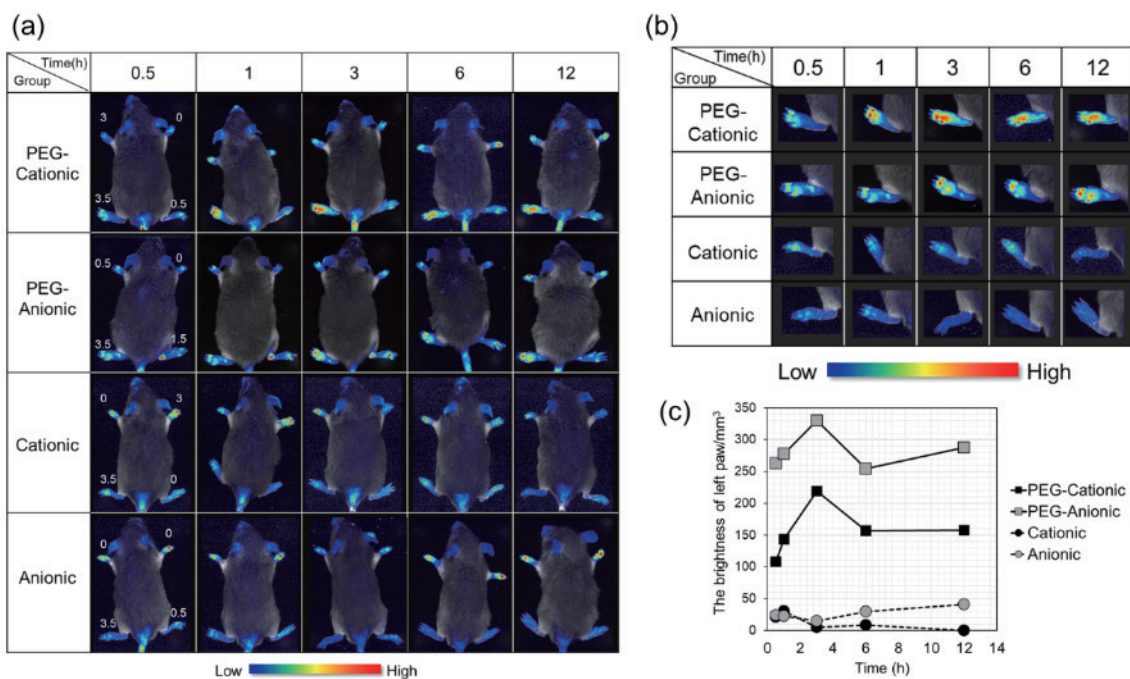 (a)
Time(h)
Group
0.5 1 3 6 12
3 0
PEG-
Cationic
3.5 0.5
0.5 0
PEG-
Anionic
3.5 1.5
0 3
Cationic
3.5 0
0 0
Anionic
3.5 0.5
Low High
(b)
Time(h)
Group
0.5 1 3 6 12
PEG-
Cationic
PEG-
Anionic
Cationic
Anionic
Low High
(c)
The brightness of left paw/mm³
350
300
250
200
150
100
50
0
0 2 4 6 8 10 12 14
Time (h)
PEG-Cationic
PEG-Anionic
Cationic
Anionic